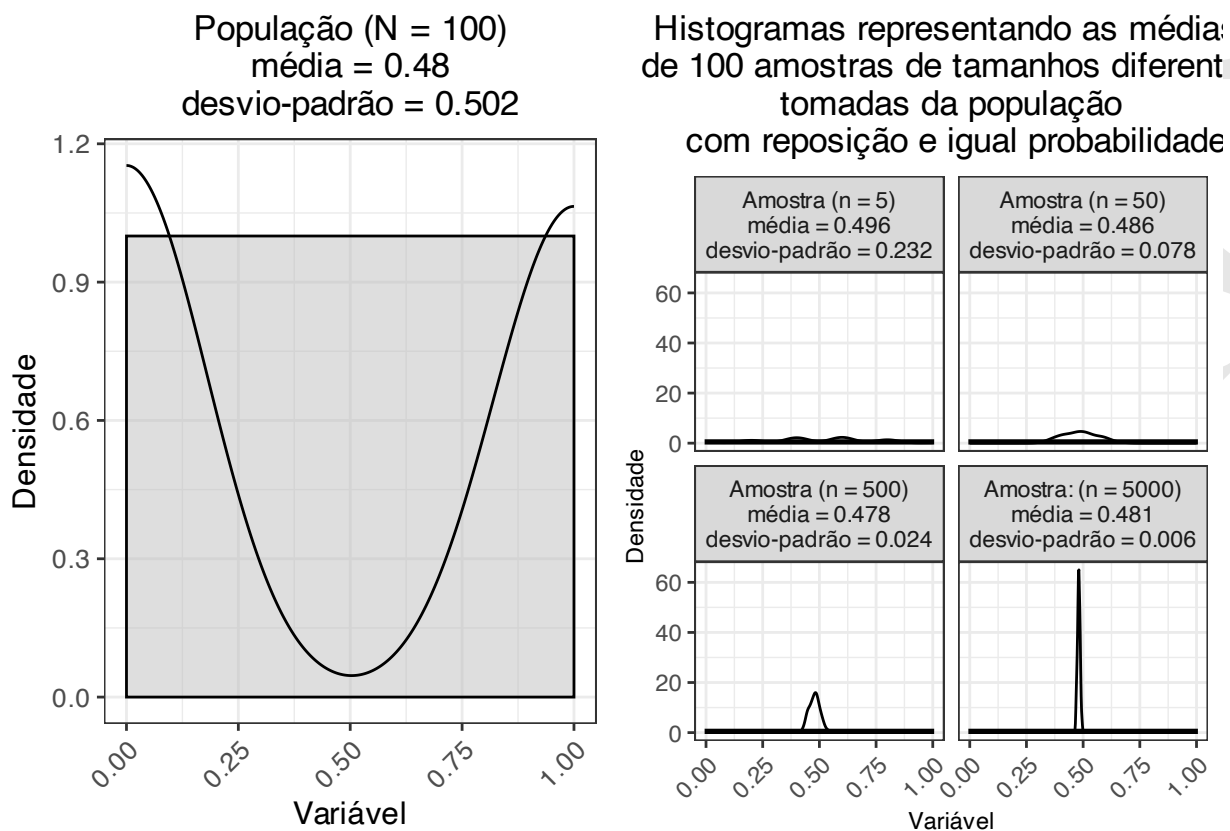 População (N = 100)
média = 0.48
desvio-padrão = 0.502
1.2
0.9
0.6
0.3
0.0
Densidade
0.00
0.25
0.50
0.75
1.00
Variável
Histogramas representando as médias
de 100 amostras de tamanhos diferent
tomadas da população
com reposição e igual probabilidade
Amostra (n = 5)
média = 0.496
desvio-padrão = 0.232
Amostra (n = 50)
média = 0.486
desvio-padrão = 0.078
60
40
20
0
Amostra (n = 500)
média = 0.478
desvio-padrão = 0.024
Amostra: (n = 5000)
média = 0.481
desvio-padrão = 0.006
60
40
20
0
Densidade
0.00
0.25
0.50
0.75
1.00
0.00
0.25
0.50
0.75
1.00
Variável